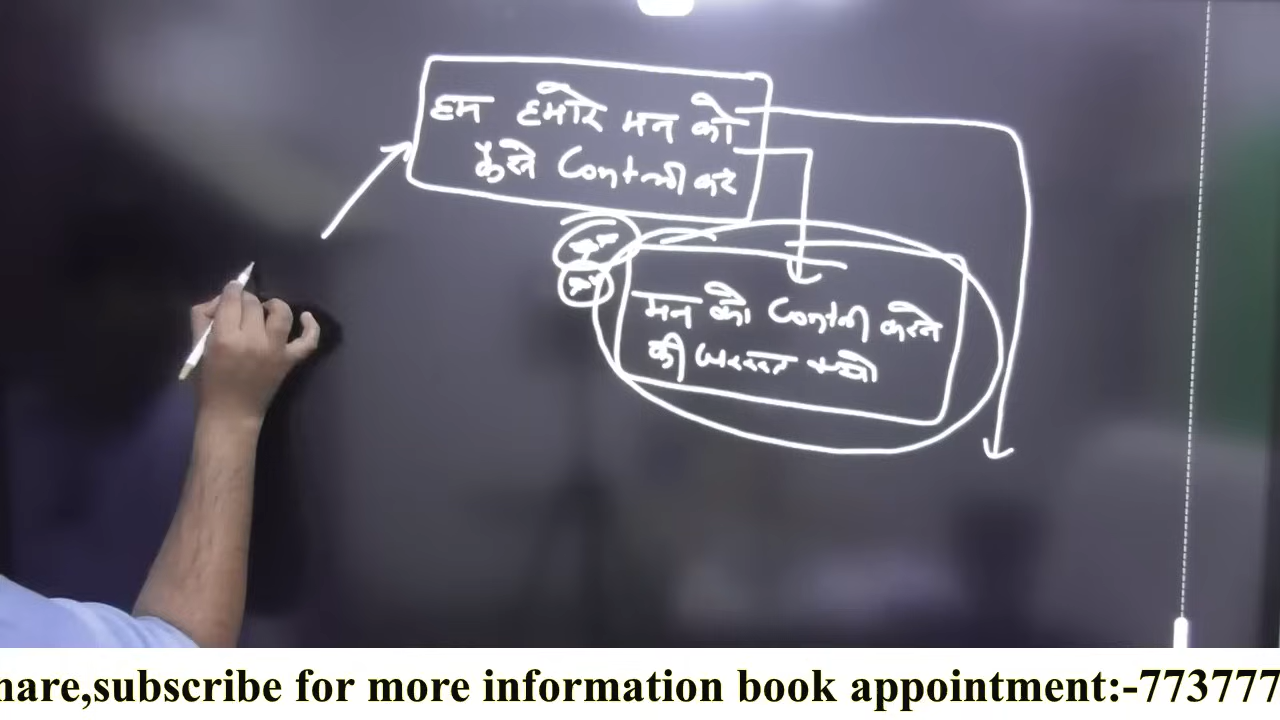 हम हमारे मन को
कैसे Control करे
मन को Control करने
की जरूरत क्यो
hare,subscribe for more information book appointment:-773777